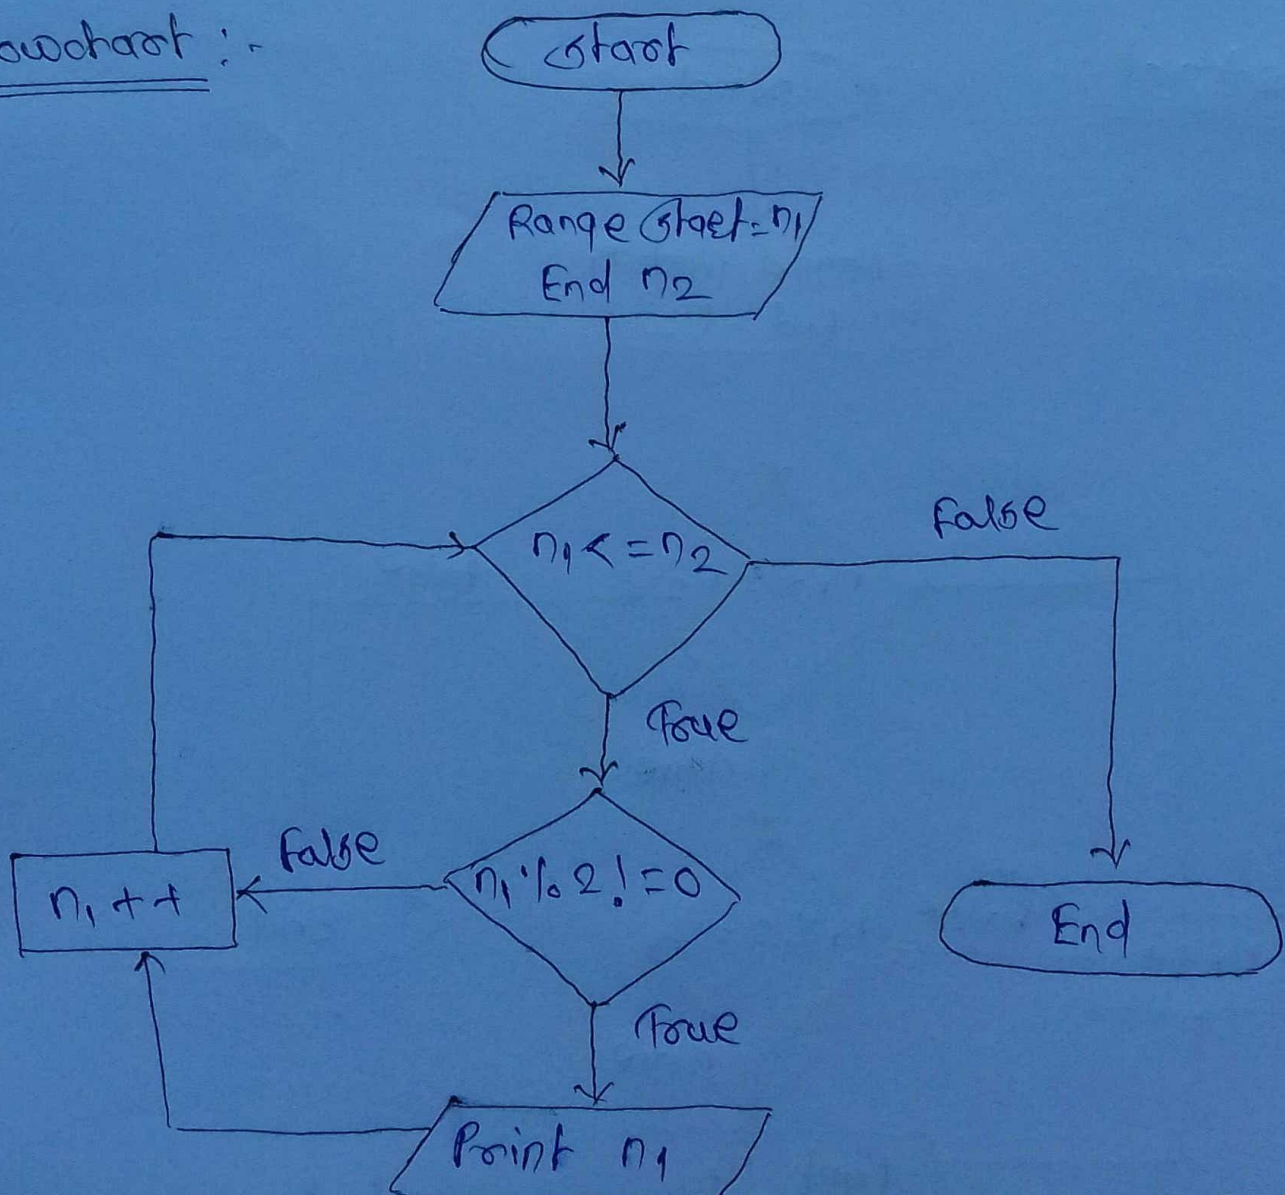 owchart :-
Start
Range Start = n1
End n2
n1 <= n2
False
True
n1 % 2 != 0
False
n1 ++
End
True
Print n1